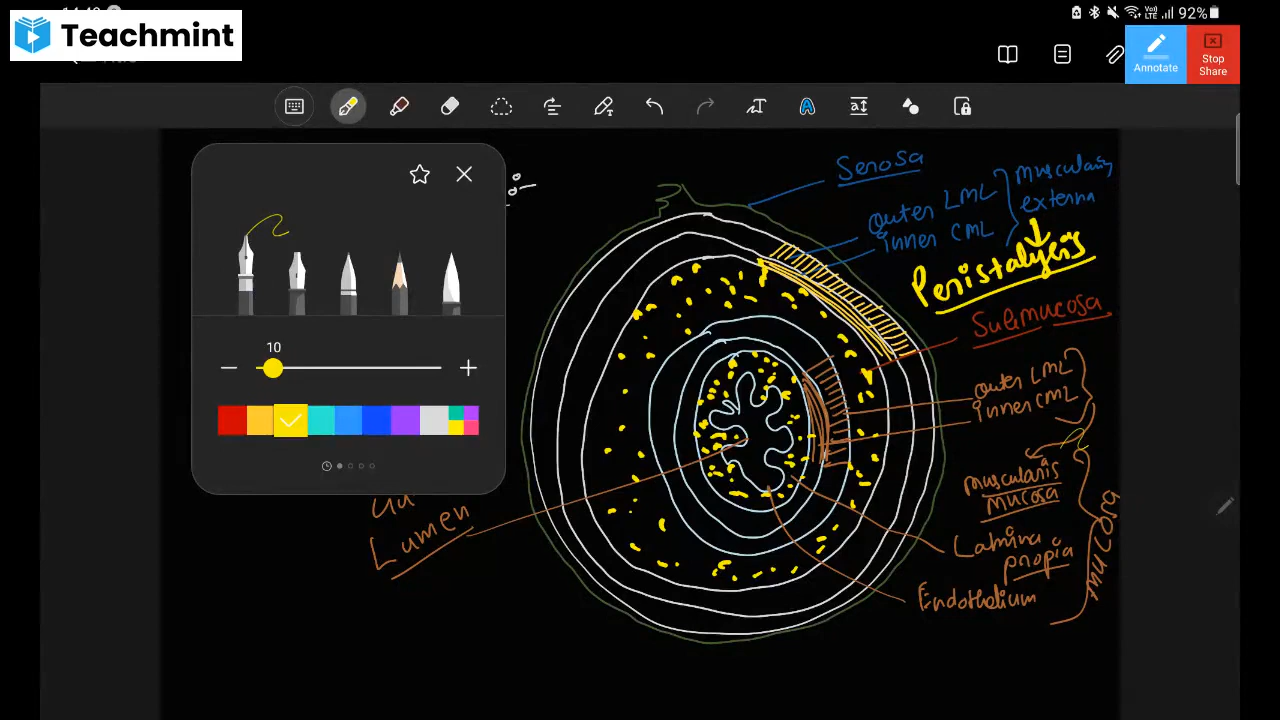 Teachmint
92%
Annotate
Stop
Share
10
Serosa
outer LML
inner CML
muscularis
externa
Peristalysis
Submucosa
outer LML
inner CML
muscularis
mucosa
Lamina
propia
Endothelium
Lumen